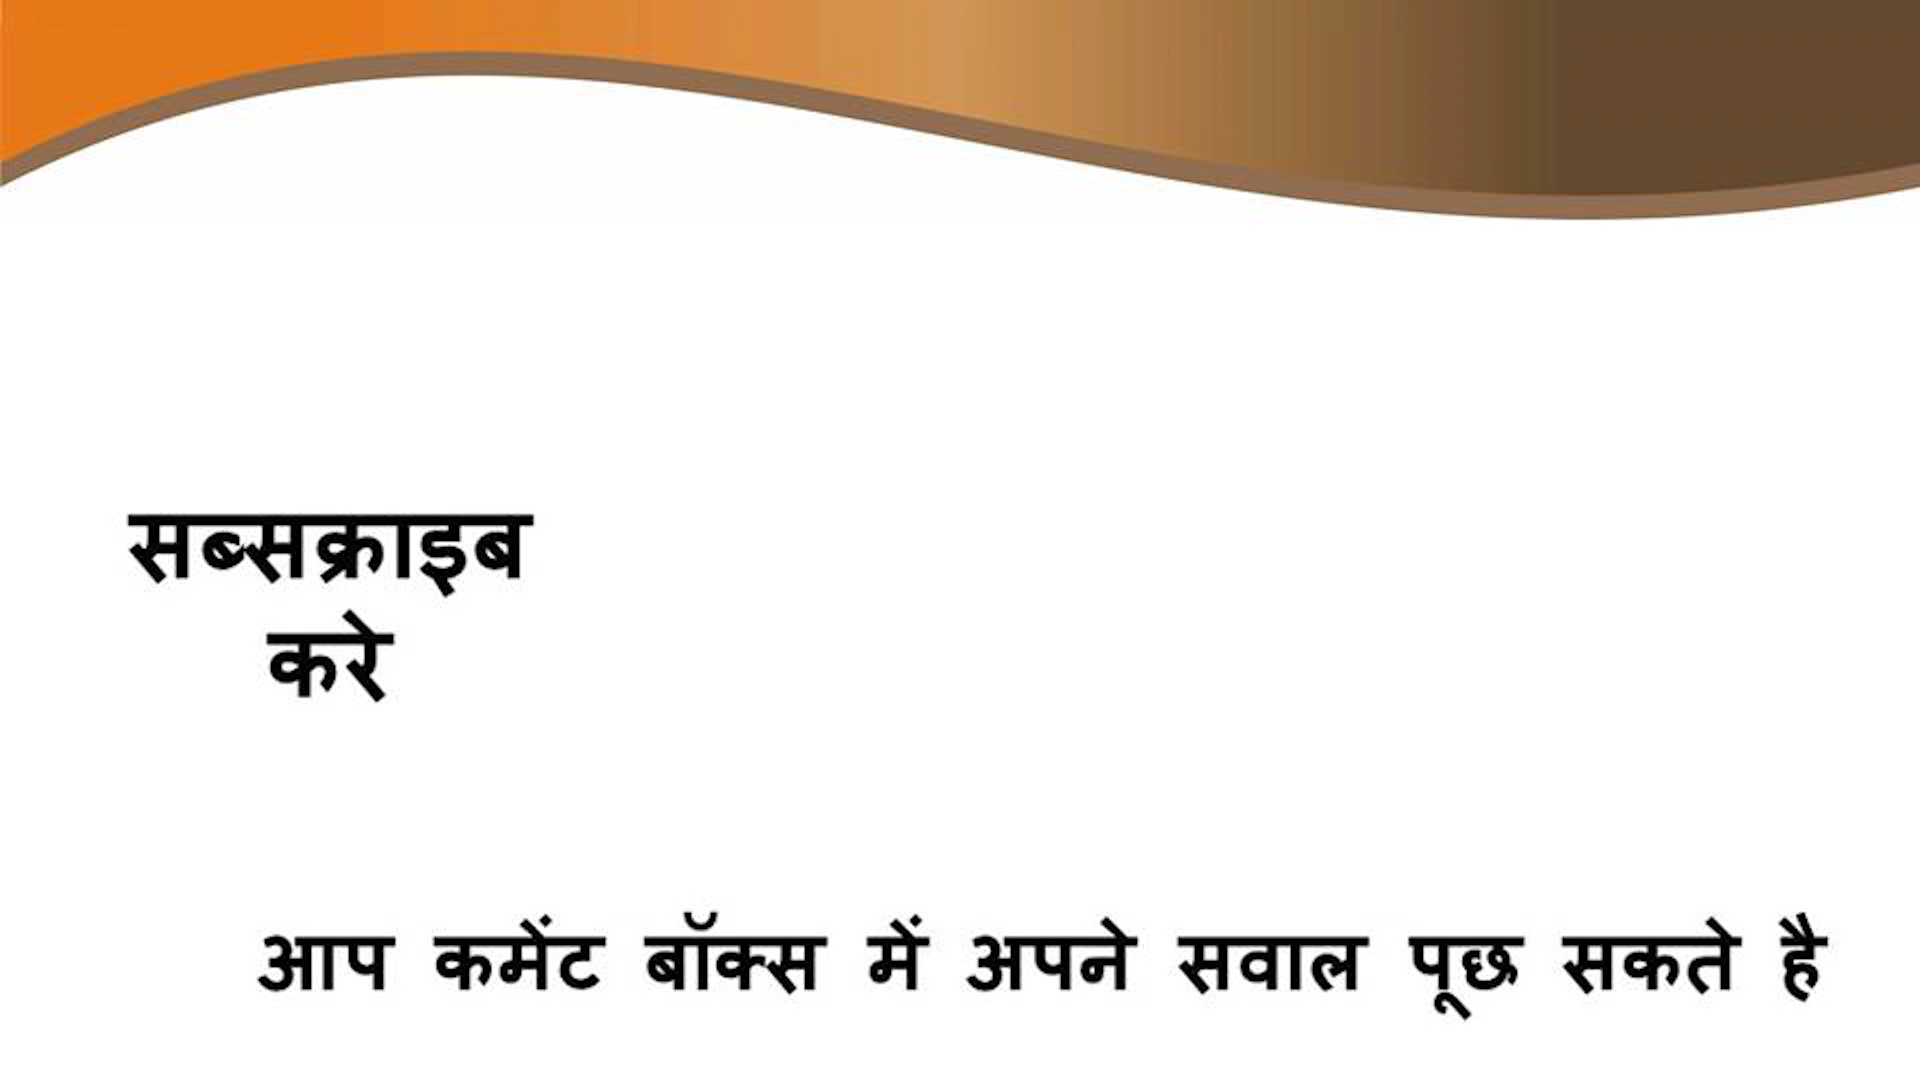 सब्सक्राइब
करे
आप कमेंट बॉक्स में अपने सवाल पूछ सकते है